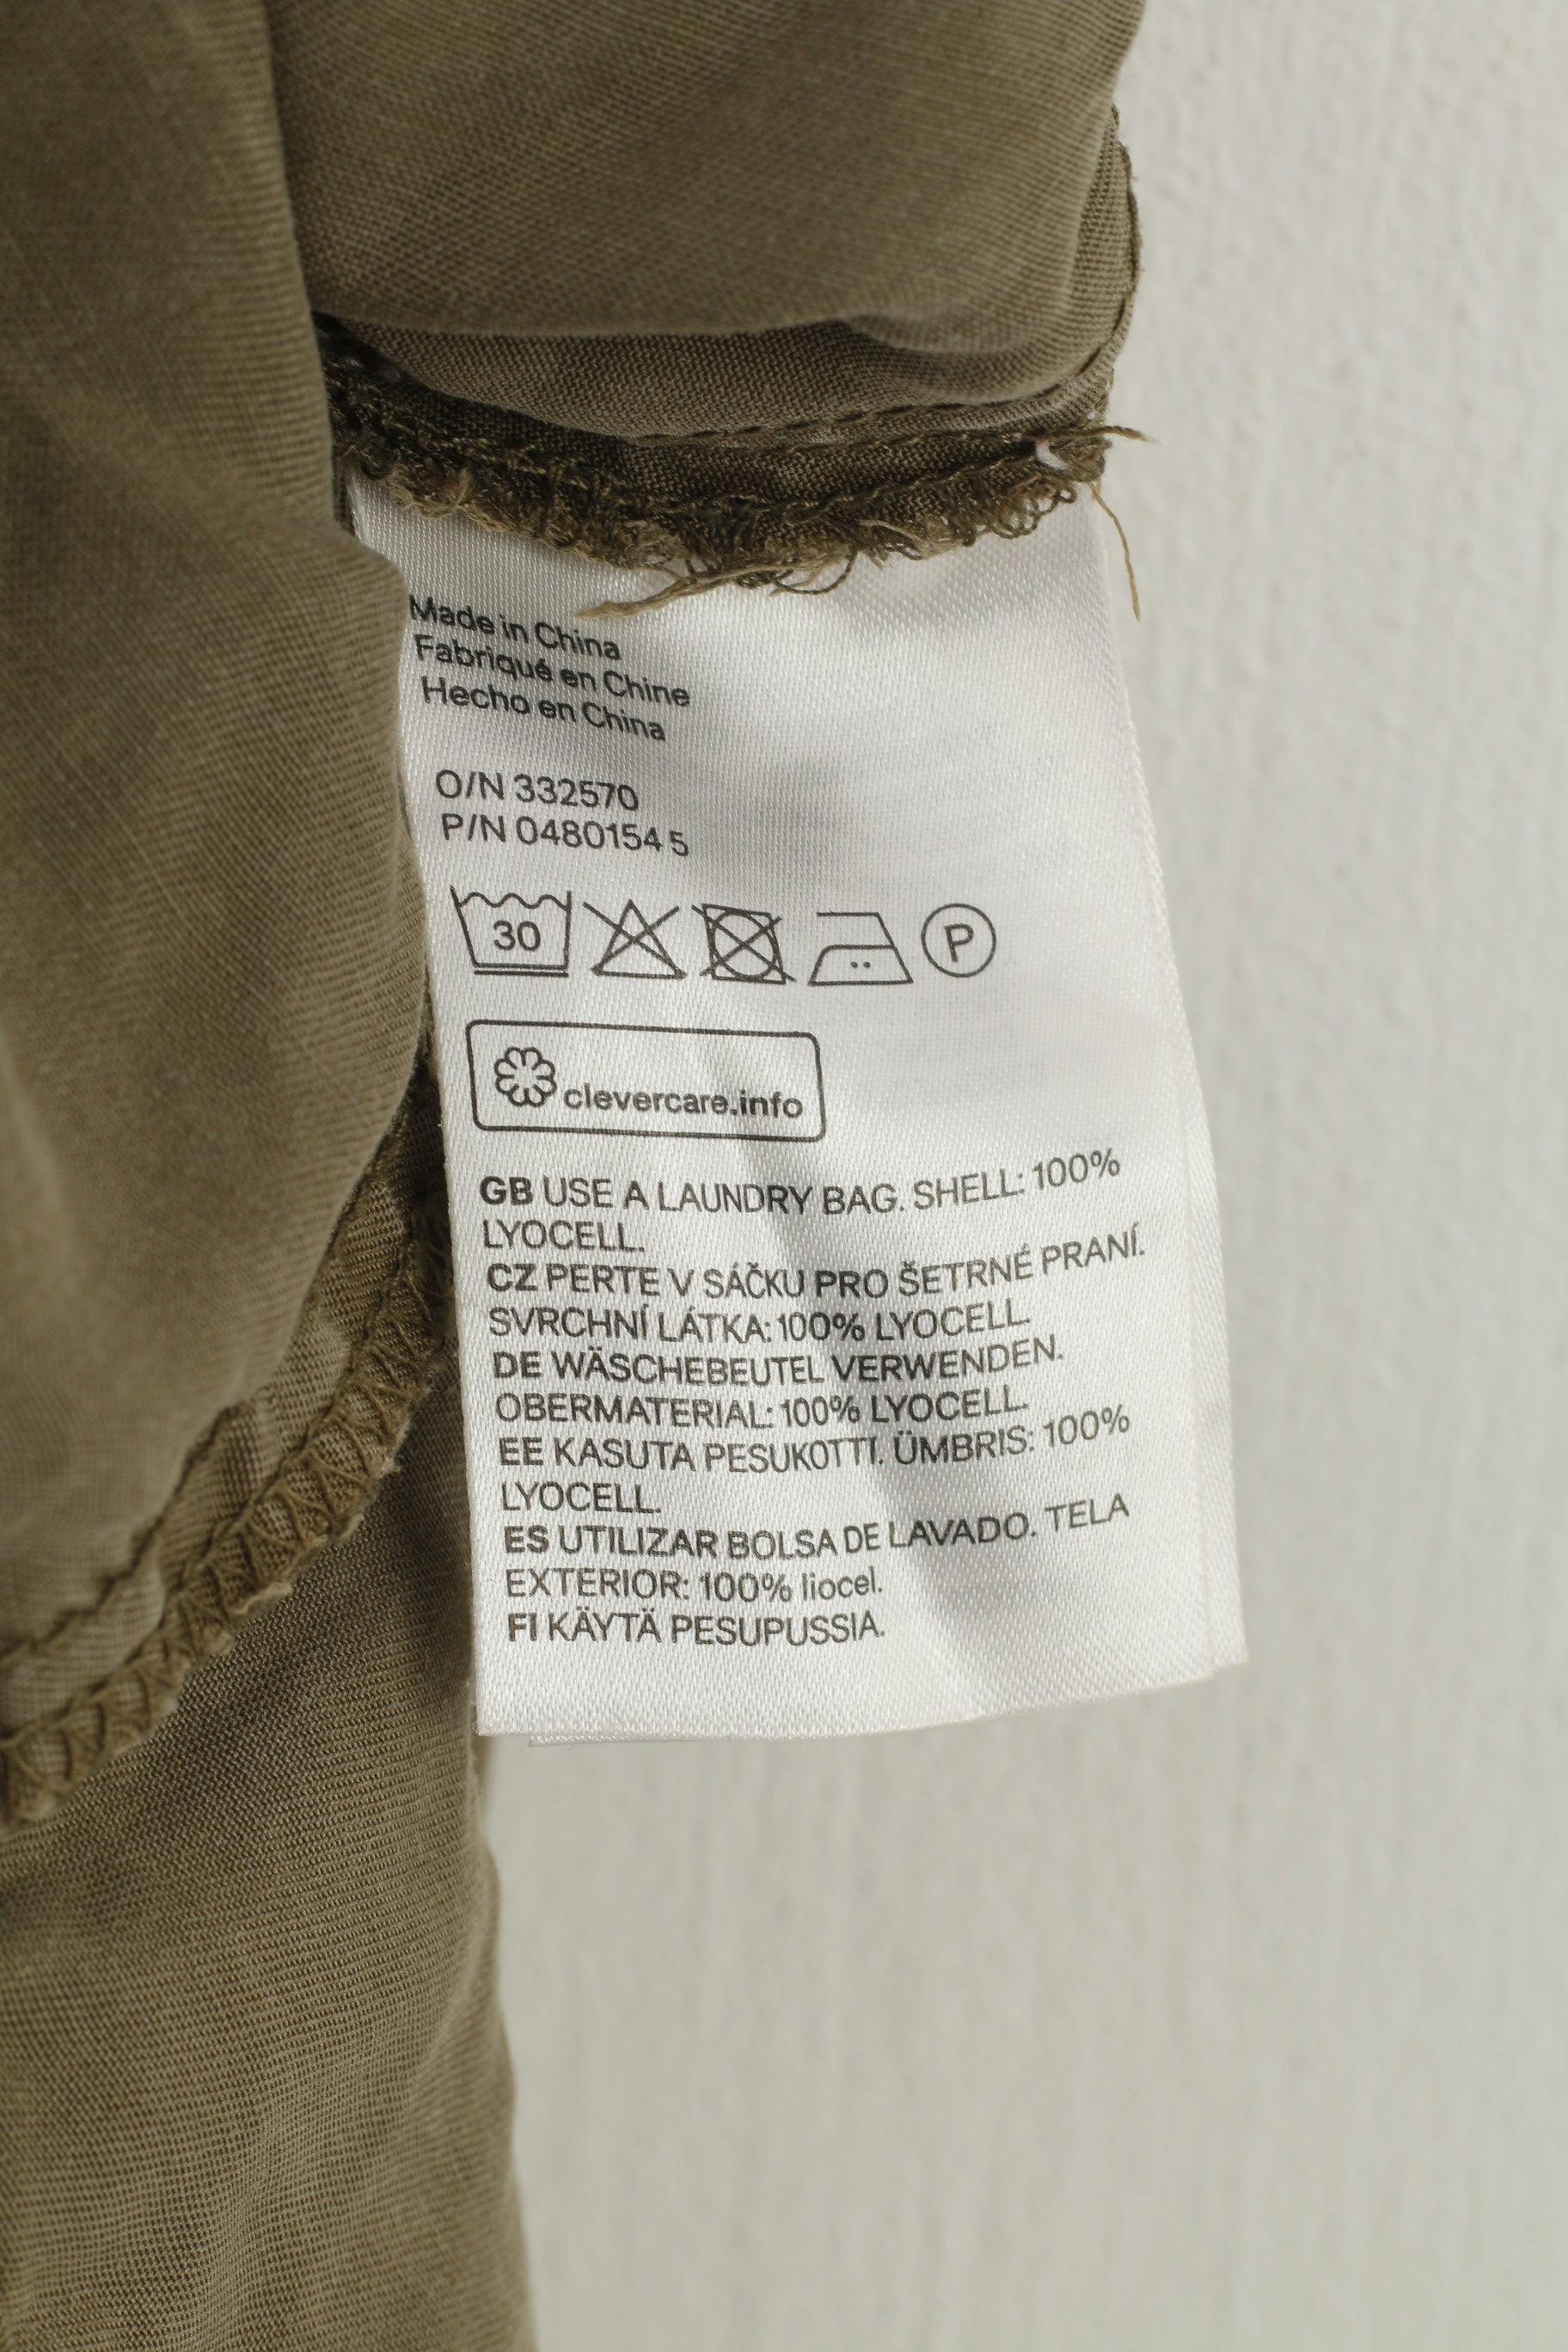 Made in China
Fabriqué en Chine
Hecho en China
O/N 332570
P/N 0480154 5
30
P
clevercare.info
GB USE A LAUNDRY BAG. SHELL: 100%
LYOCELL.
CZ PERTE V SÁČKU PRO ŠETRNÉ PRANÍ.
SVRCHNÍ LÁTKA: 100% LYOCELL.
DE WÄSCHEBEUTEL VERWENDEN.
OBERMATERIAL: 100% LYOCELL.
EE KASUTA PESUKOTTI. ÜMBRIS: 100%
LYOCELL.
ES UTILIZAR BOLSA DE LAVADO. TELA
EXTERIOR: 100% liocel.
FI KÄYTÄ PESUPUSSIA.